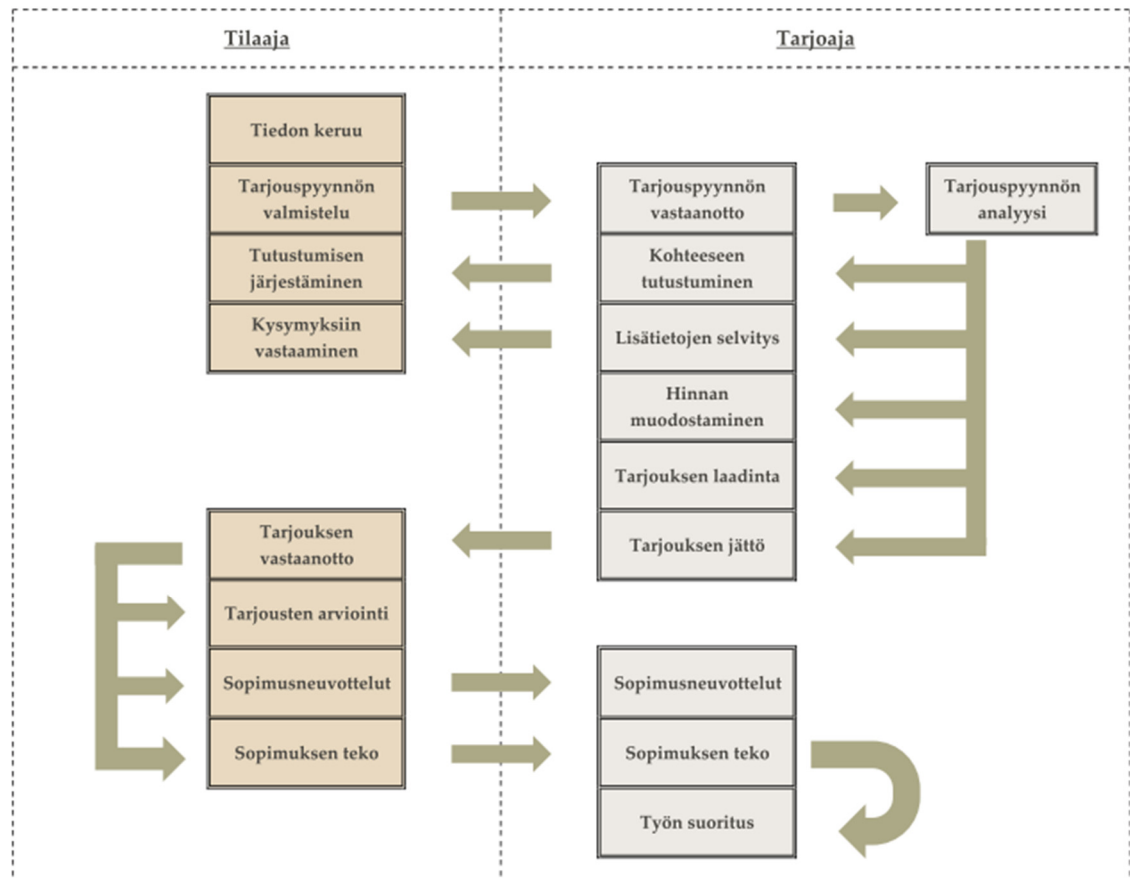 Tilaaja
Tarjoaja
Tiedon keruu
Tarjouspyynnön
valmistelu
Tutustumisen
järjestäminen
Kysymyksiin
vastaaminen
Tarjouspyynnön
vastaanotto
Tarjouspyynnön
analyysi
Kohteeseen
tutustuminen
Lisätietojen selvitys
Hinnan
muodostaminen
Tarjouksen laadinta
Tarjouksen jättö
Tarjouksen
vastaanotto
Tarjousten arviointi
Sopimusneuvottelut
Sopimuksen teko
Sopimusneuvottelut
Sopimuksen teko
Työn suoritus